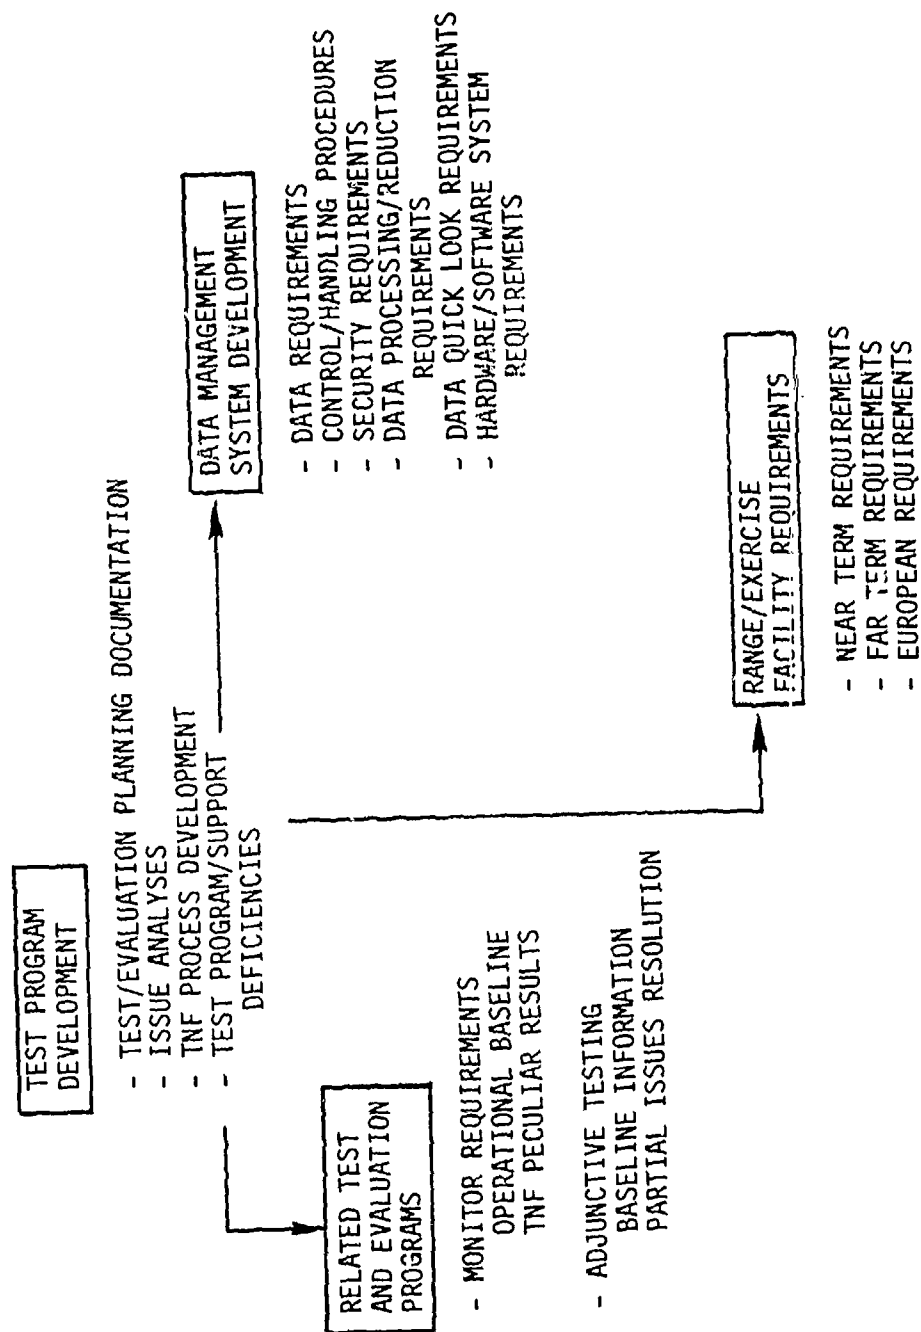 TEST PROGRAM
DEVELOPMENT
- TEST/EVALUATION PLANNING DOCUMENTATION
- ISSUE ANALYSES
- TNF PROCESS DEVELOPMENT
- TEST PROGRAM/SUPPORT
DEFICIENCIES
RELATED TEST
AND EVALUATION
PROGRAMS
- MONITOR REQUIREMENTS
OPERATIONAL BASELINE
TNF PECULIAR RESULTS
- ADJUNCTIVE TESTING
BASELINE INFORMATION
PARTIAL ISSUES RESOLUTION
DATA MANAGEMENT
SYSTEM DEVELOPMENT
- DATA REQUIREMENTS
- CONTROL/HANDLING PROCEDURES
- SECURITY REQUIREMENTS
- DATA PROCESSING/REDUCTION
REQUIREMENTS
- DATA QUICK LOOK REQUIREMENTS
- HARDWARE/SOFTWARE SYSTEM
REQUIREMENTS
RANGE/EXERCISE
FACILITY REQUIREMENTS
- NEAR TERM REQUIREMENTS
- FAR TERM REQUIREMENTS
- EUROPEAN REQUIREMENTS